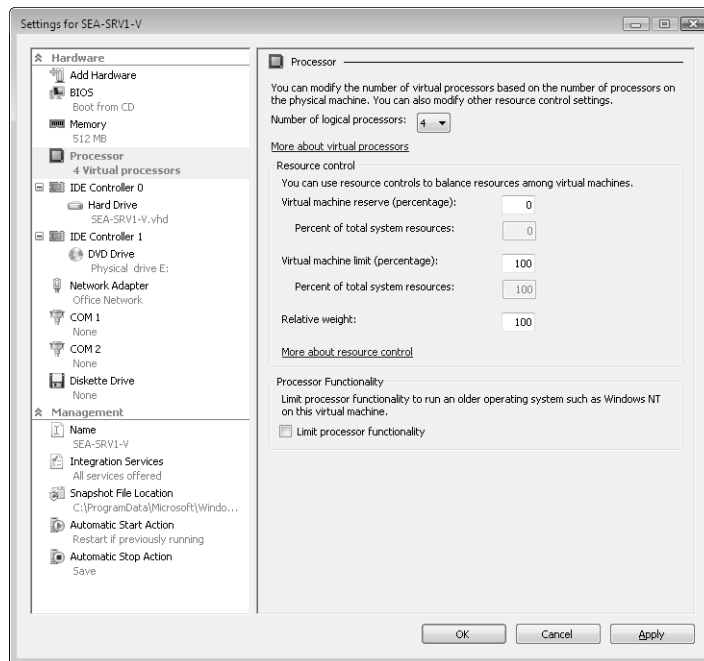 Settings for SEA-SRV1-V
Hardware
Add Hardware
BIOS
Boot from CD
Memory
512 MB
Processor
4 Virtual processors
IDE Controller 0
Hard Drive
SEA-SRV1-V.vhd
IDE Controller 1
DVD Drive
Physical drive E:
Network Adapter
Office Network
COM 1
None
COM 2
None
Diskette Drive
None
Management
Name
SEA-SRV1-V
Integration Services
All services offered
Snapshot File Location
C:\ProgramData\Microsoft\Windo...
Automatic Start Action
Restart if previously running
Automatic Stop Action
Save
Processor
You can modify the number of virtual processors based on the number of processors on
the physical machine. You can also modify other resource control settings.
Number of logical processors: 4
More about virtual processors
Resource control
You can use resource controls to balance resources among virtual machines.
Virtual machine reserve (percentage): 0
Percent of total system resources: 0
Virtual machine limit (percentage): 100
Percent of total system resources: 100
Relative weight: 100
More about resource control
Processor Functionality
Limit processor functionality to run an older operating system such as Windows NT
on this virtual machine.
Limit processor functionality
OK Cancel Apply